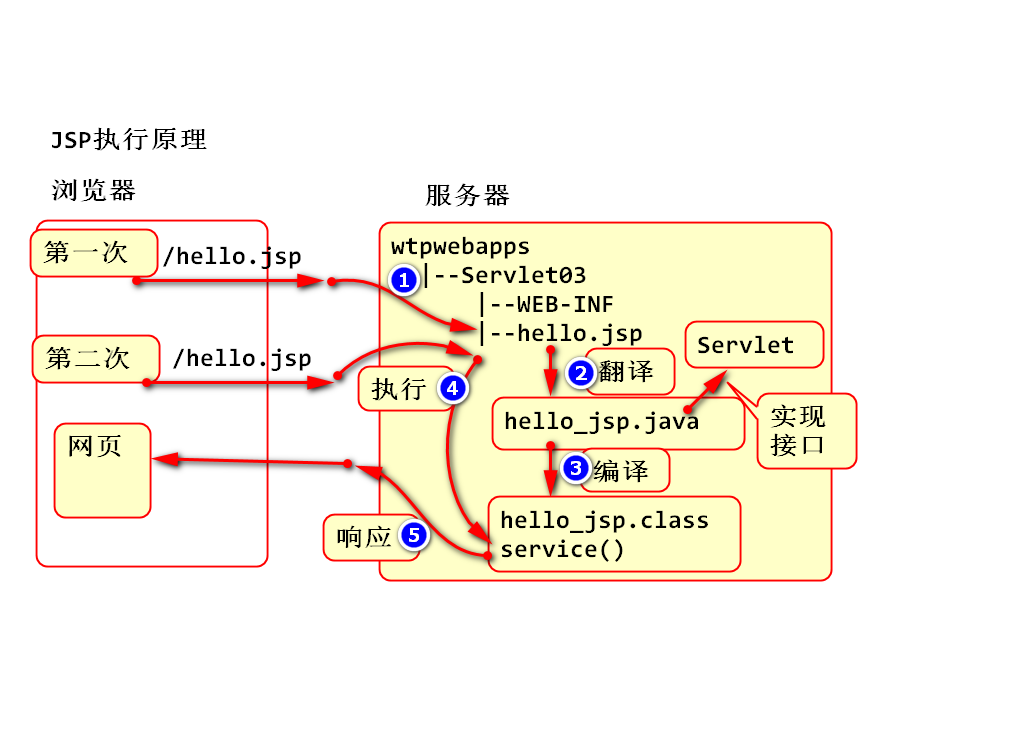 JSP执行原理
浏览器
服务器
第一次
/hello.jsp
wtpwebapps
1
|--Servlet03
|--WEB-INF
|--hello.jsp
第二次
/hello.jsp
Servlet
执行
4
2
翻译
hello_jsp.java
实现
接口
网页
3
编译
hello_jsp.class
service()
响应
5